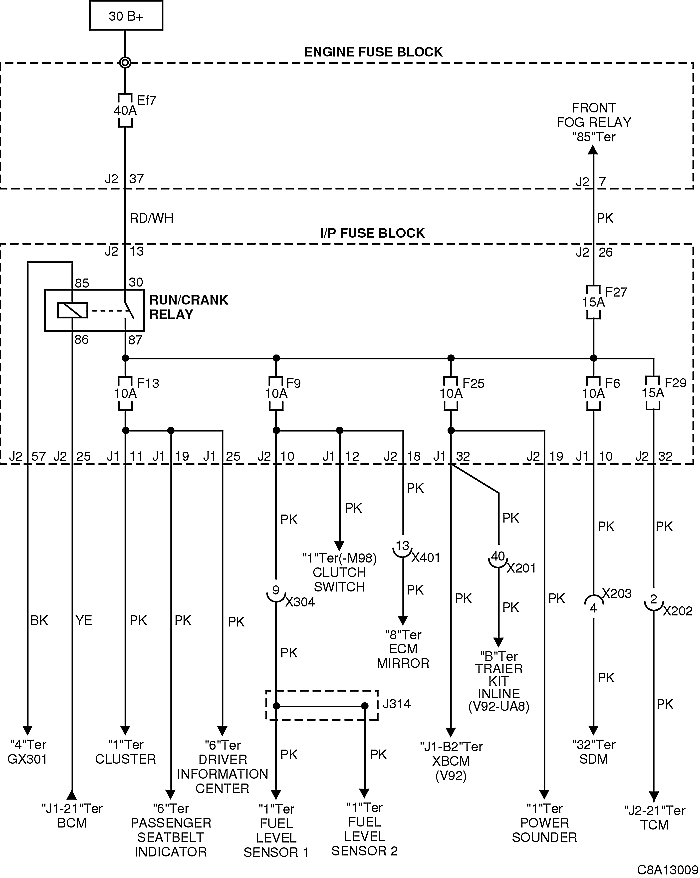 30 B+
ENGINE FUSE BLOCK
Ef7
40A
FRONT
FOG RELAY
"85"Ter
J2 37
J2 7
RD/WH
PK
I/P FUSE BLOCK
J2 13
J2 26
85
30
F27
15A
RUN/CRANK
RELAY
86
87
F13
10A
F9
10A
F25
10A
F6
10A
F29
15A
J2 57
J2 25
J1 11
J1 19
J1 25
J2 10
J1 12
J2 18
J1 32
J2 19
J1 10
J2 32
PK
PK
PK
PK
PK
PK
13
X401
40
X201
"1"Ter(-M98)
CLUTCH
SWITCH
9
X304
PK
PK
PK
PK
X203
4
2
X202
BK
YE
PK
PK
PK
"8"Ter
ECM
MIRROR
PK
"B"Ter
TRAIER
KIT
INLINE
(V92-UA8)
PK
PK
J314
"4"Ter
GX301
"1"Ter
CLUSTER
"6"Ter
DRIVER
INFORMATION
CENTER
PK
PK
"J1-B2"Ter
XBCM
(V92)
"32"Ter
SDM
"J1-21"Ter
BCM
"6"Ter
PASSENGER
SEATBELT
INDICATOR
"1"Ter
FUEL
LEVEL
SENSOR 1
"1"Ter
FUEL
LEVEL
SENSOR 2
"1"Ter
POWER
SOUNDER
"J2-21"Ter
TCM
C8A13009